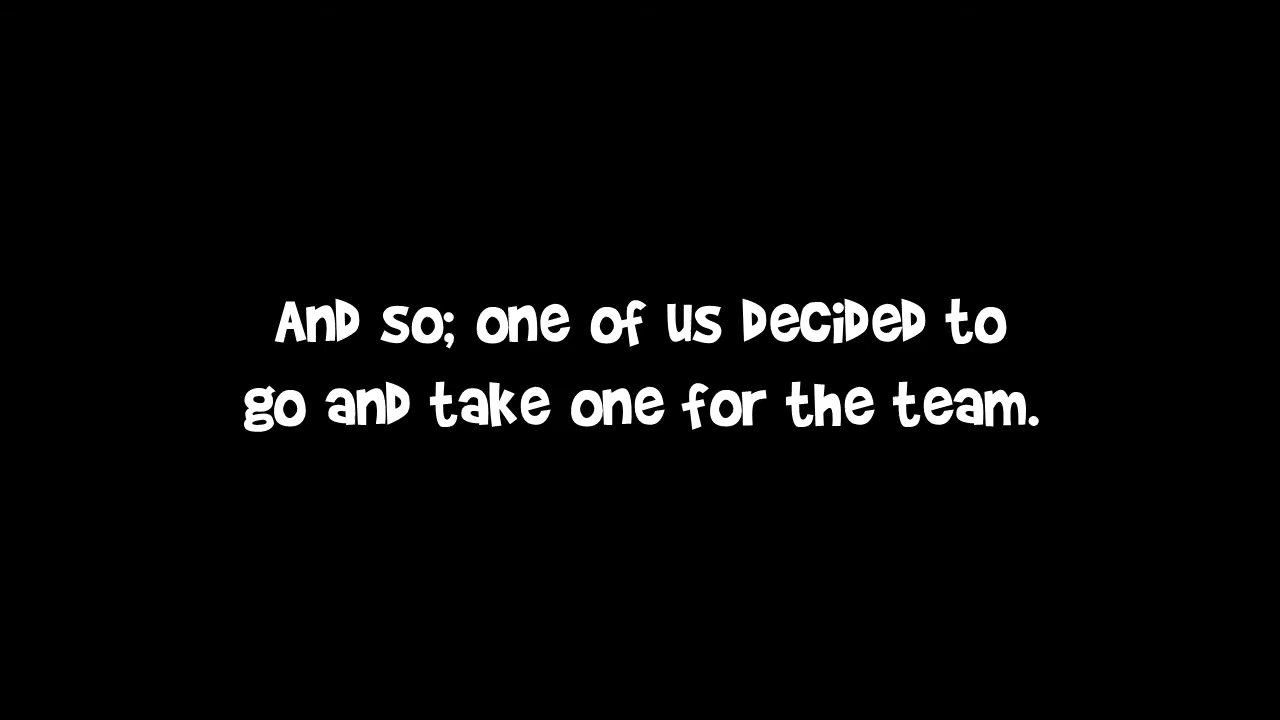 And so; one of us decided to
go and take one for the team.